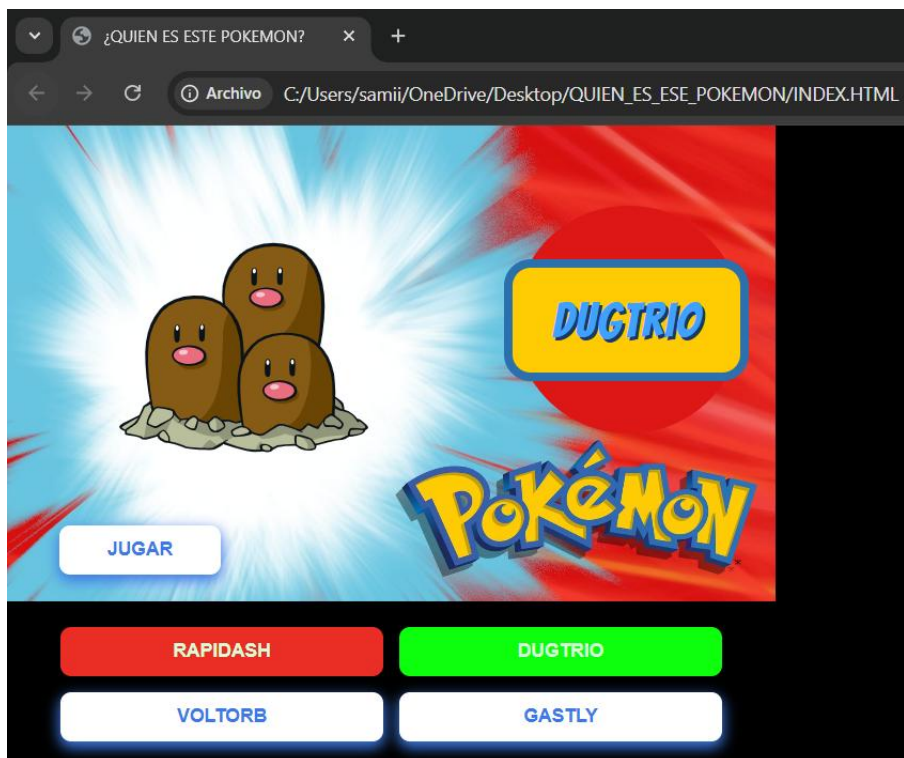 ¿QUIEN ES ESTE POKEMON?
Archivo C:/Users/samii/OneDrive/Desktop/QUIEN_ES_ESE_POKEMON/INDEX.HTML
DUGTRIO
POKéMON
JUGAR
RAPIDASH DUGTRIO
VOLTORB GASTLY